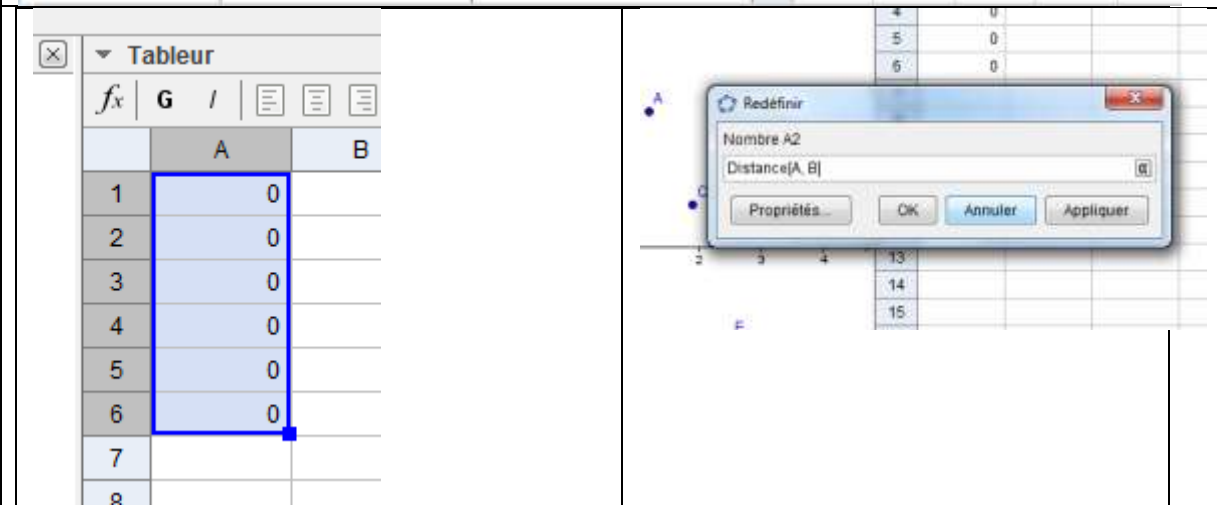 Tableur
fx G I
A B
1 0
2 0
3 0
4 0
5 0
6 0
7
8
4 0
5 0
6 0
A
Redéfinir
Nombre A2
Distance[A, B]
α
Propriétés... OK Annuler Appliquer
2 3 4
13
14
15